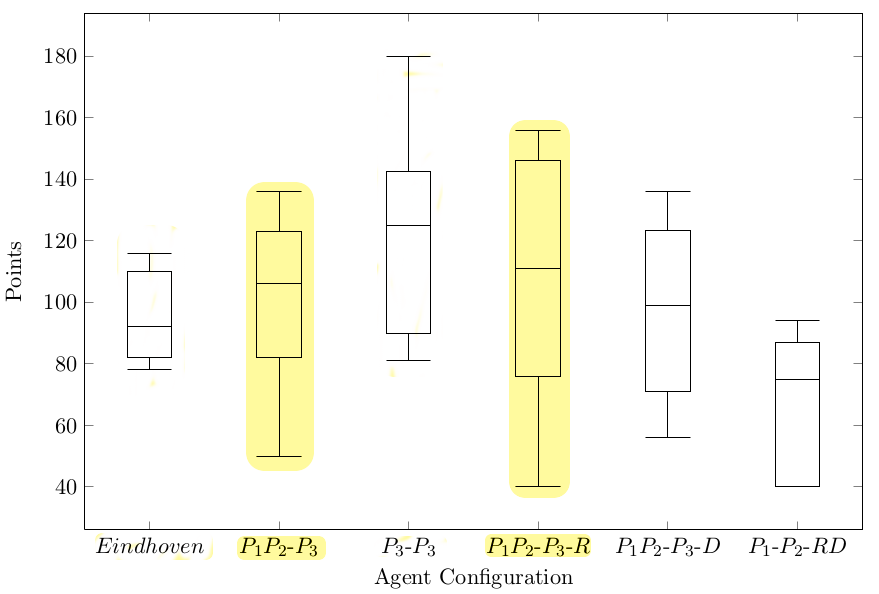 180
160
140
120
100
80
60
40
Points
Eindhoven P₁P₂-P₃ P₃-P₃ P₁P₂-P₃-R P₁P₂-P₃-D P₁-P₂-RD
Agent Configuration